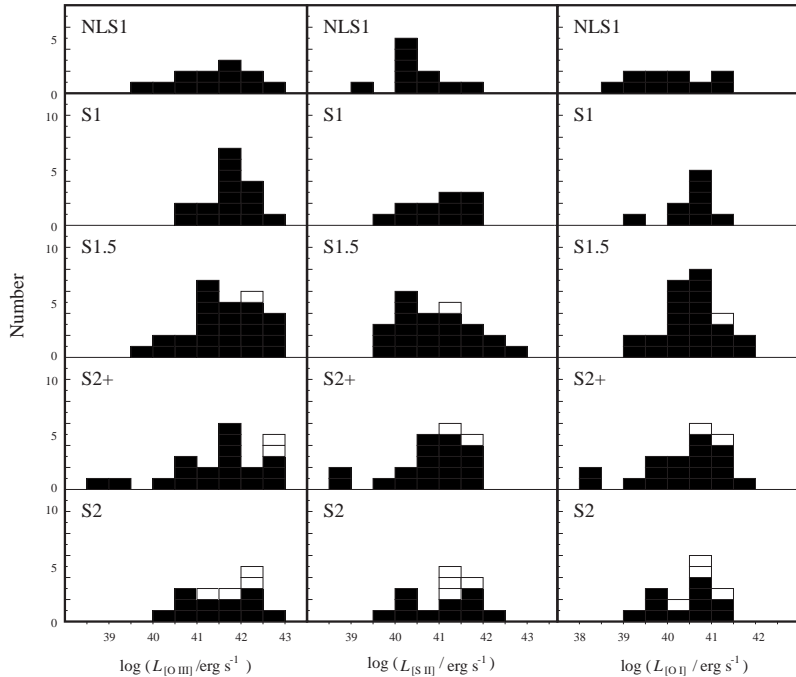 NLS1 NLS1 NLS1
5
0
S1 S1 S1
10
5
0
S1.5 S1.5 S1.5
10
5
0
S2+ S2+ S2+
10
5
0
S2 S2 S2
10
5
0
Number
39 40 41 42 43 39 40 41 42 43 38 39 40 41 42
log (L[O III] /erg s-1) log (L[S II] / erg s-1) log (L[O I] / erg s-1)